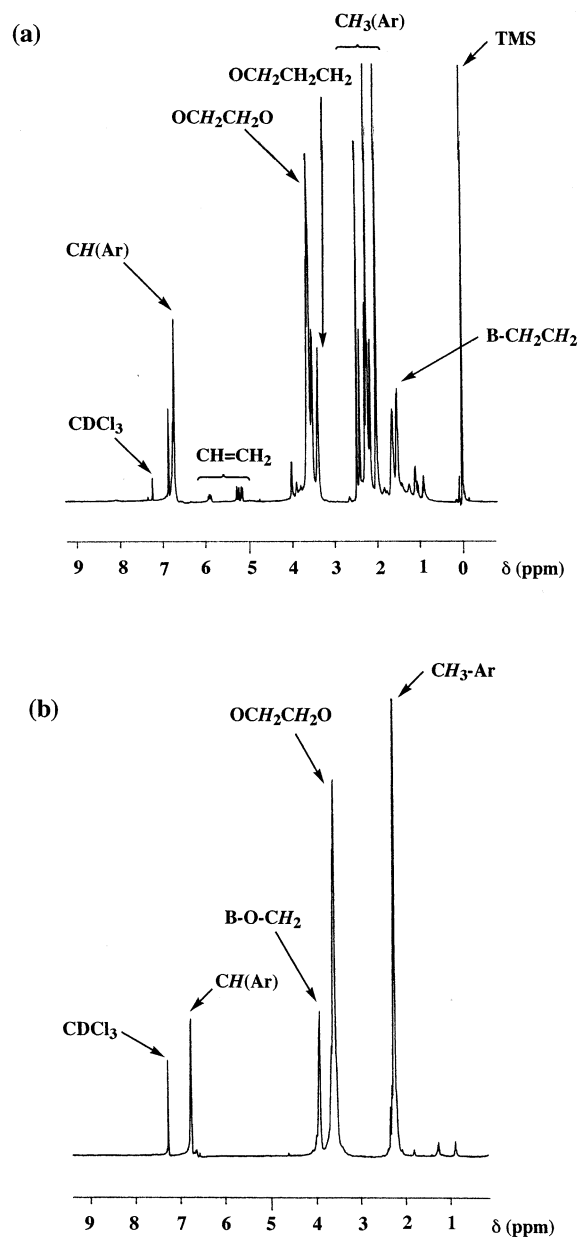 (a)
CH3(Ar)
TMS
OCH2CH2CH2
OCH2CH2O
CH(Ar)
B-CH2CH2
CDCl3
CH=CH2
9 8 7 6 5 4 3 2 1 0 δ (ppm)
(b)
CH3-Ar
OCH2CH2O
B-O-CH2
CH(Ar)
CDCl3
9 8 7 6 5 4 3 2 1 δ (ppm)